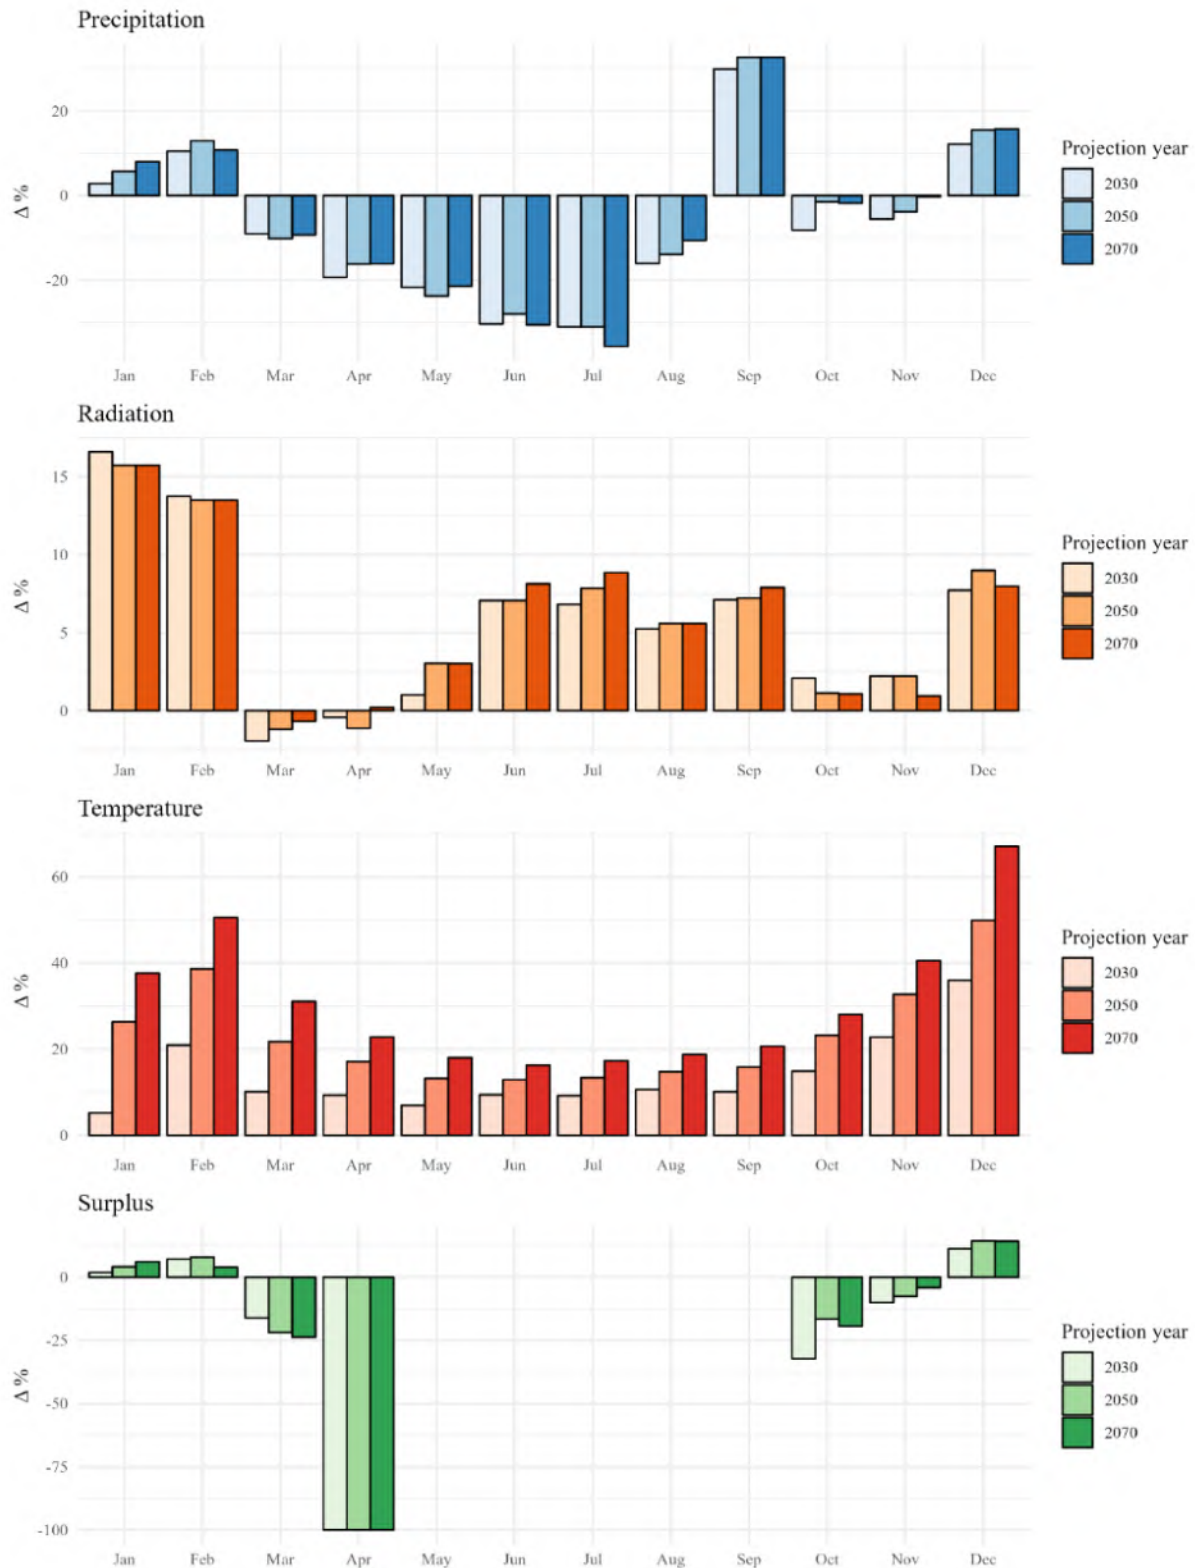 Precipitation
20
0
-20
Δ %
Jan Feb Mar Apr May Jun Jul Aug Sep Oct Nov Dec
Projection year
2030
2050
2070
Radiation
15
10
5
0
Δ %
Jan Feb Mar Apr May Jun Jul Aug Sep Oct Nov Dec
Projection year
2030
2050
2070
Temperature
60
40
20
0
Δ %
Jan Feb Mar Apr May Jun Jul Aug Sep Oct Nov Dec
Projection year
2030
2050
2070
Surplus
0
-25
-50
-75
-100
Δ %
Jan Feb Mar Apr May Jun Jul Aug Sep Oct Nov Dec
Projection year
2030
2050
2070